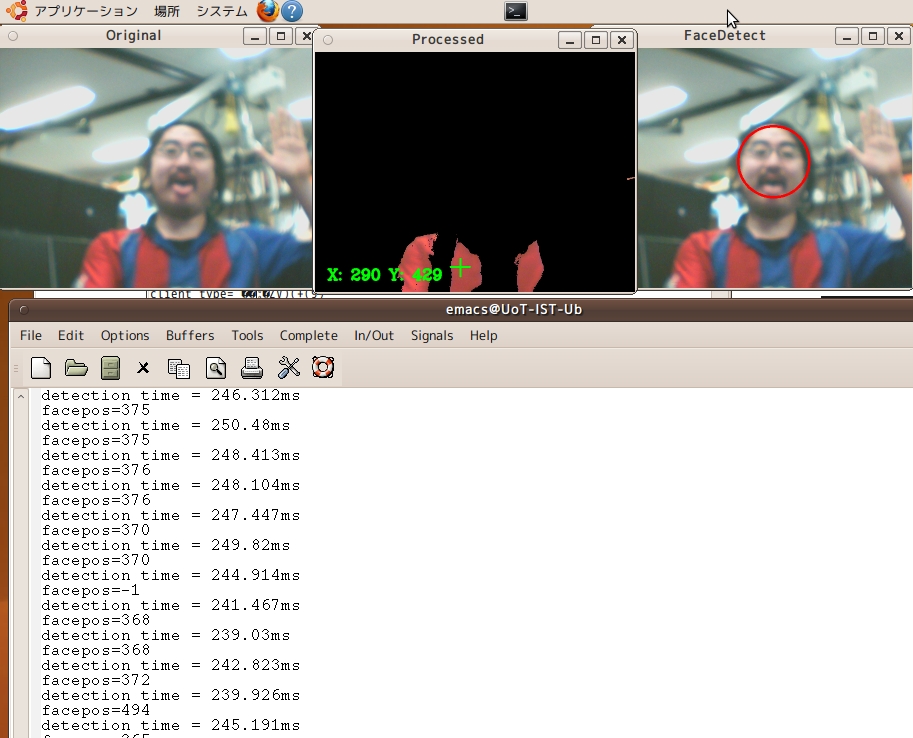 アプリケーション 場所 システム
Original
Processed
FaceDetect
X: 290 Y: 429
emacs@UoT-IST-Ub
File Edit Options Buffers Tools Complete In/Out Signals Help
detection time = 246.312ms
facepos=375
detection time = 250.48ms
facepos=375
detection time = 248.413ms
facepos=376
detection time = 248.104ms
facepos=376
detection time = 247.447ms
facepos=370
detection time = 249.82ms
facepos=370
detection time = 244.914ms
facepos=-1
detection time = 241.467ms
facepos=368
detection time = 239.03ms
facepos=368
detection time = 242.823ms
facepos=372
detection time = 239.926ms
facepos=494
detection time = 245.191ms